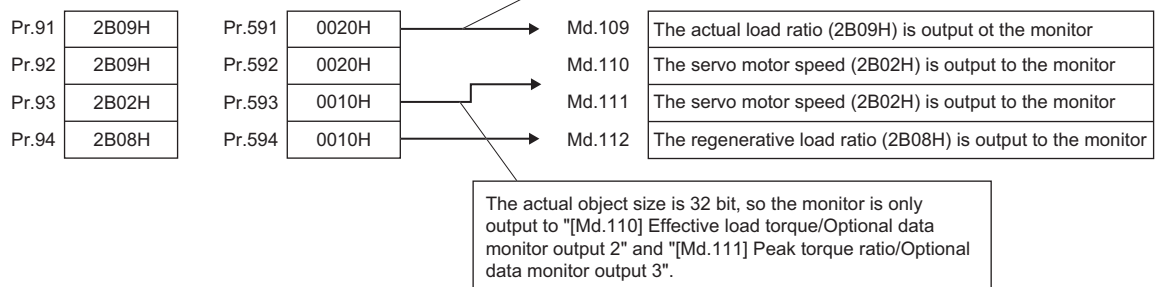 Pr.91 2B09H Pr.591 0020H Md.109 The actual load ratio (2B09H) is output ot the monitor
Pr.92 2B09H Pr.592 0020H Md.110 The servo motor speed (2B02H) is output to the monitor
Pr.93 2B02H Pr.593 0010H Md.111 The servo motor speed (2B02H) is output to the monitor
Pr.94 2B08H Pr.594 0010H Md.112 The regenerative load ratio (2B08H) is output to the monitor
The actual object size is 32 bit, so the monitor is only
output to "[Md.110] Effective load torque/Optional data
monitor output 2" and "[Md.111] Peak torque ratio/Optional
data monitor output 3".